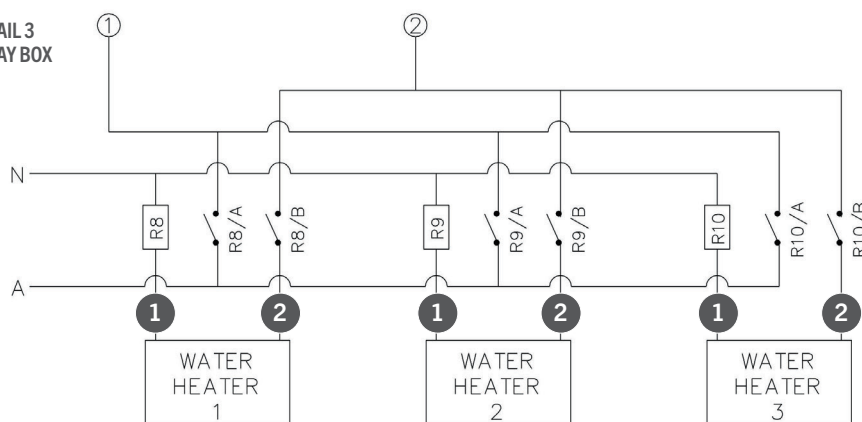 AIL 3
AY BOX
1 2
N
R8 R8/A R8/B R9 R9/A R9/B R10 R10/A R10/B
A
1 2 1 2 1 2
WATER HEATER 1
WATER HEATER 2
WATER HEATER 3